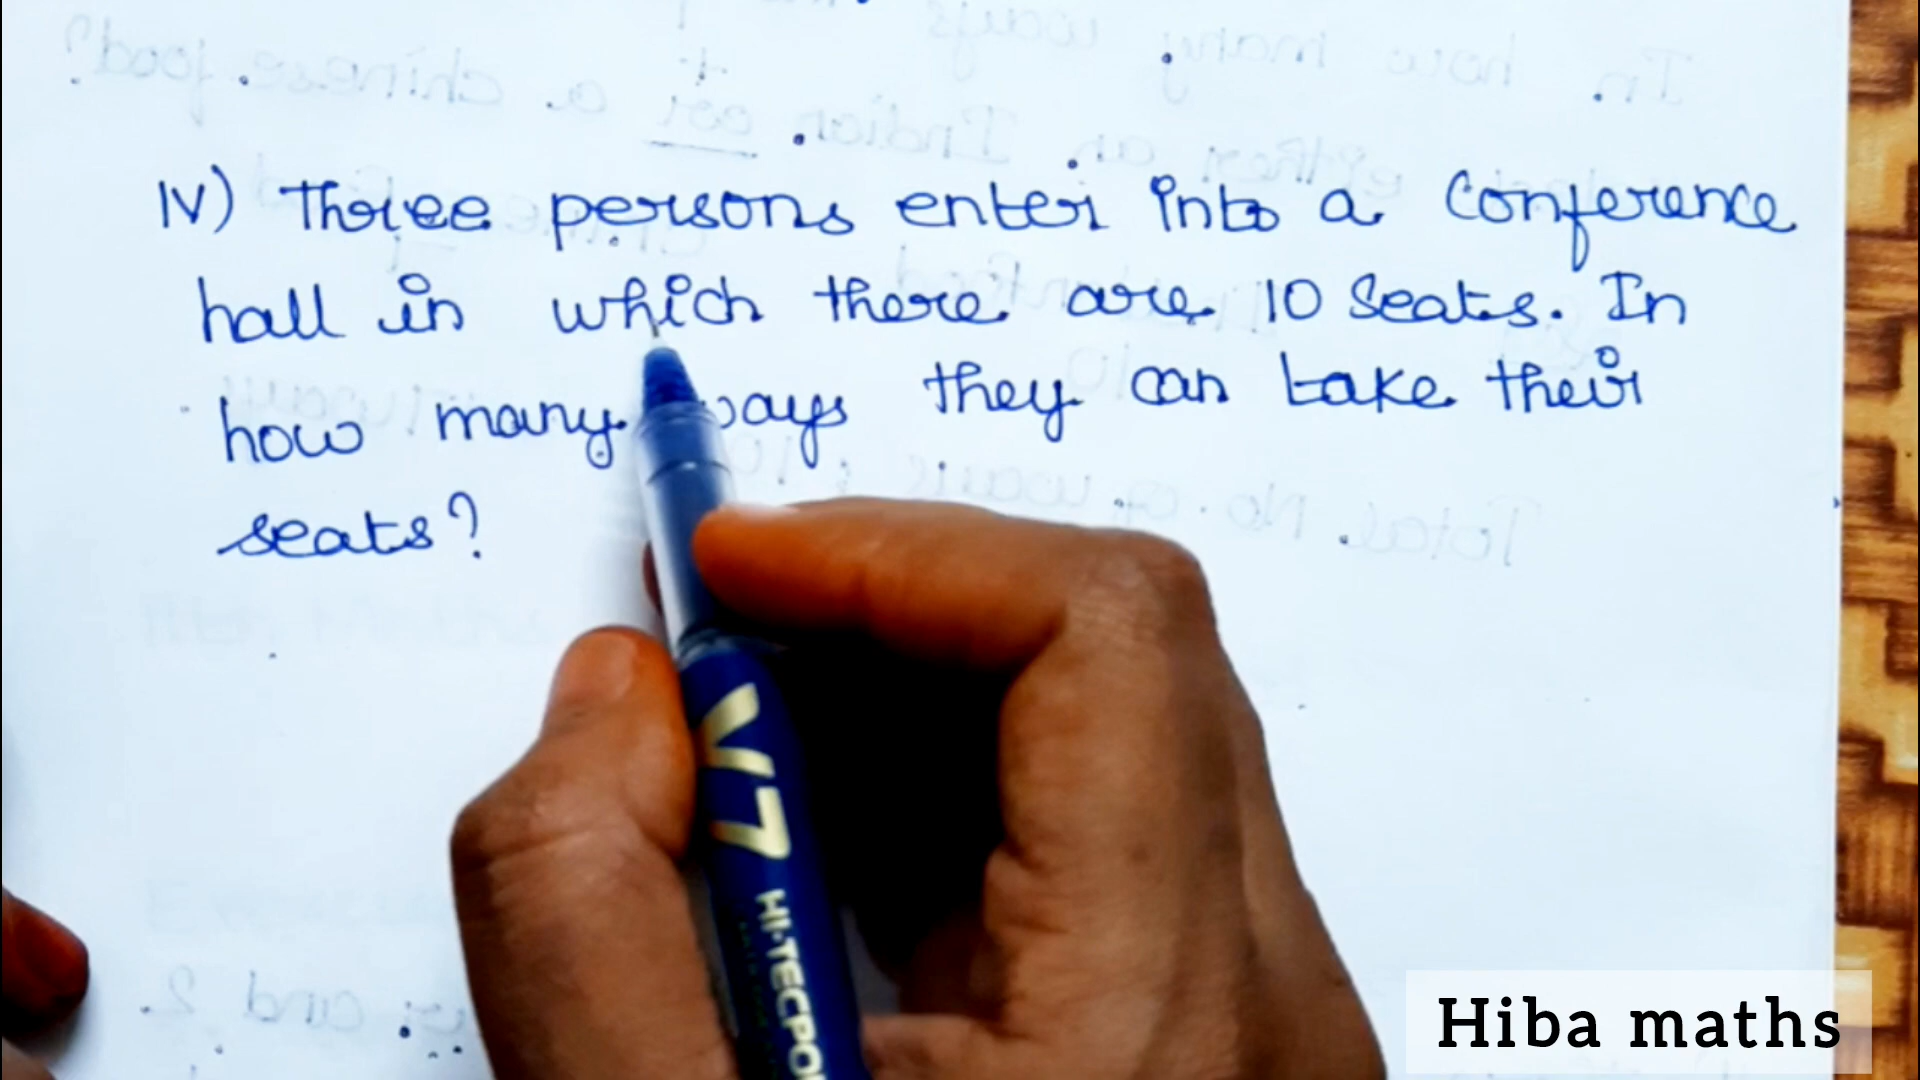 IV) Three persons enter into a Conference
hall in which there are 10 Seats. In
how many ways they can take their
seats?
V7
HI-TECPO
Hiba maths